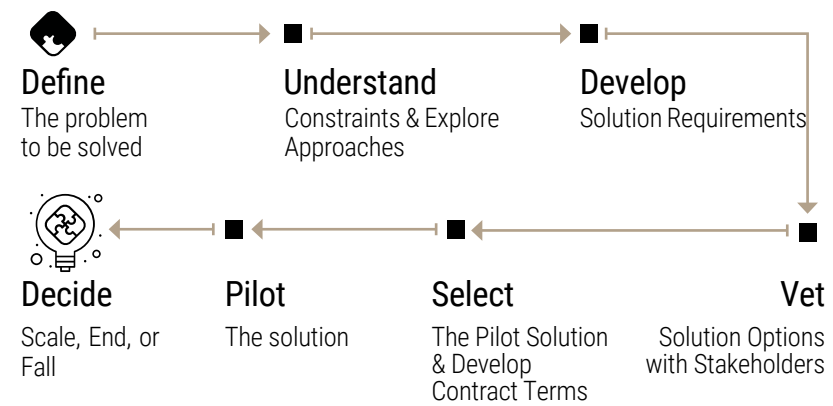 Define
The problem
to be solved
Understand
Constraints & Explore
Approaches
Develop
Solution Requirements
Decide
Scale, End, or
Fall
Pilot
The solution
Select
The Pilot Solution
& Develop
Contract Terms
Vet
Solution Options
with Stakeholders